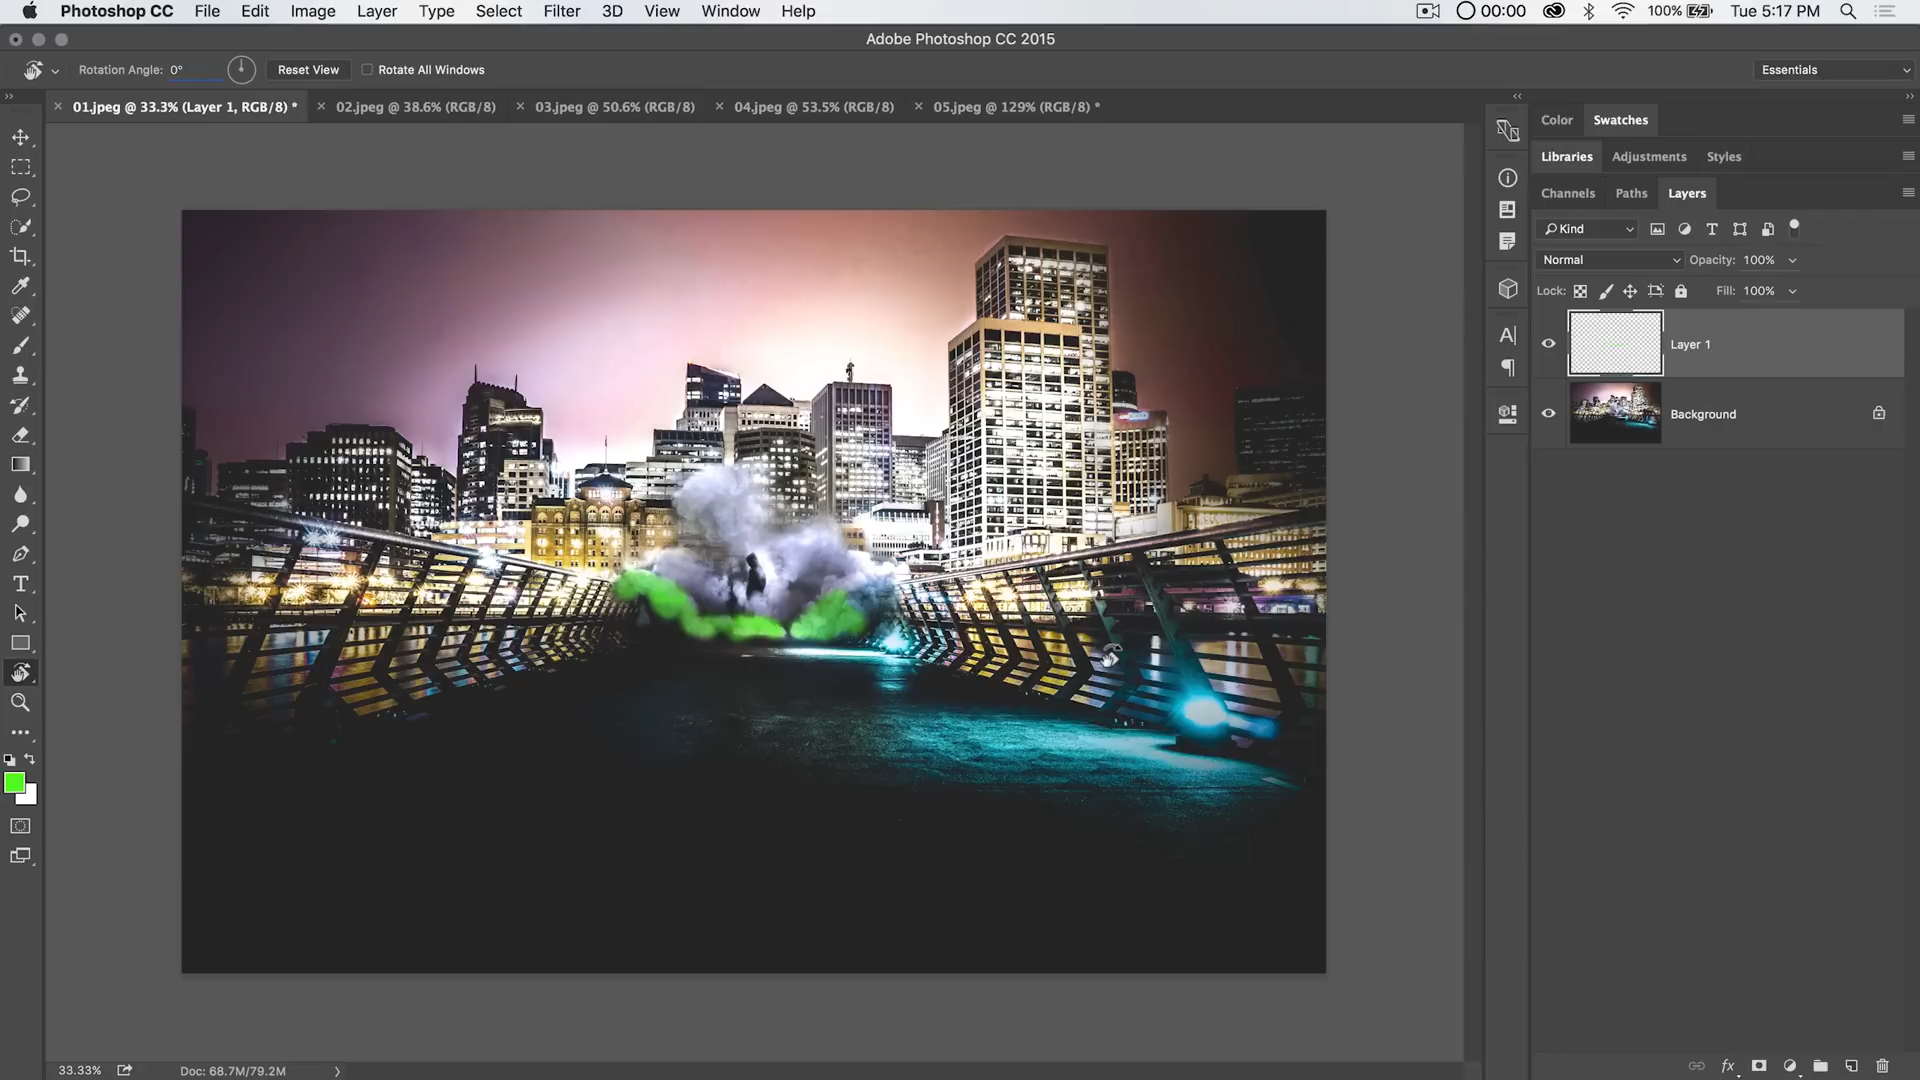 Photoshop CC File Edit Image Layer Type Select Filter 3D View Window Help 00:00 100% Tue 5:17 PM
Adobe Photoshop CC 2015
Rotation Angle: 0° Reset View Rotate All Windows Essentials
01.jpeg @ 33.3% (Layer 1, RGB/8) * 02.jpeg @ 38.6% (RGB/8) 03.jpeg @ 50.6% (RGB/8) 04.jpeg @ 53.5% (RGB/8) 05.jpeg @ 129% (RGB/8) *
Color Swatches
Libraries Adjustments Styles
Channels Paths Layers
Kind
Normal Opacity: 100%
Lock: Fill: 100%
Layer 1
Background
33.33% Doc: 68.7M/79.2M
fx